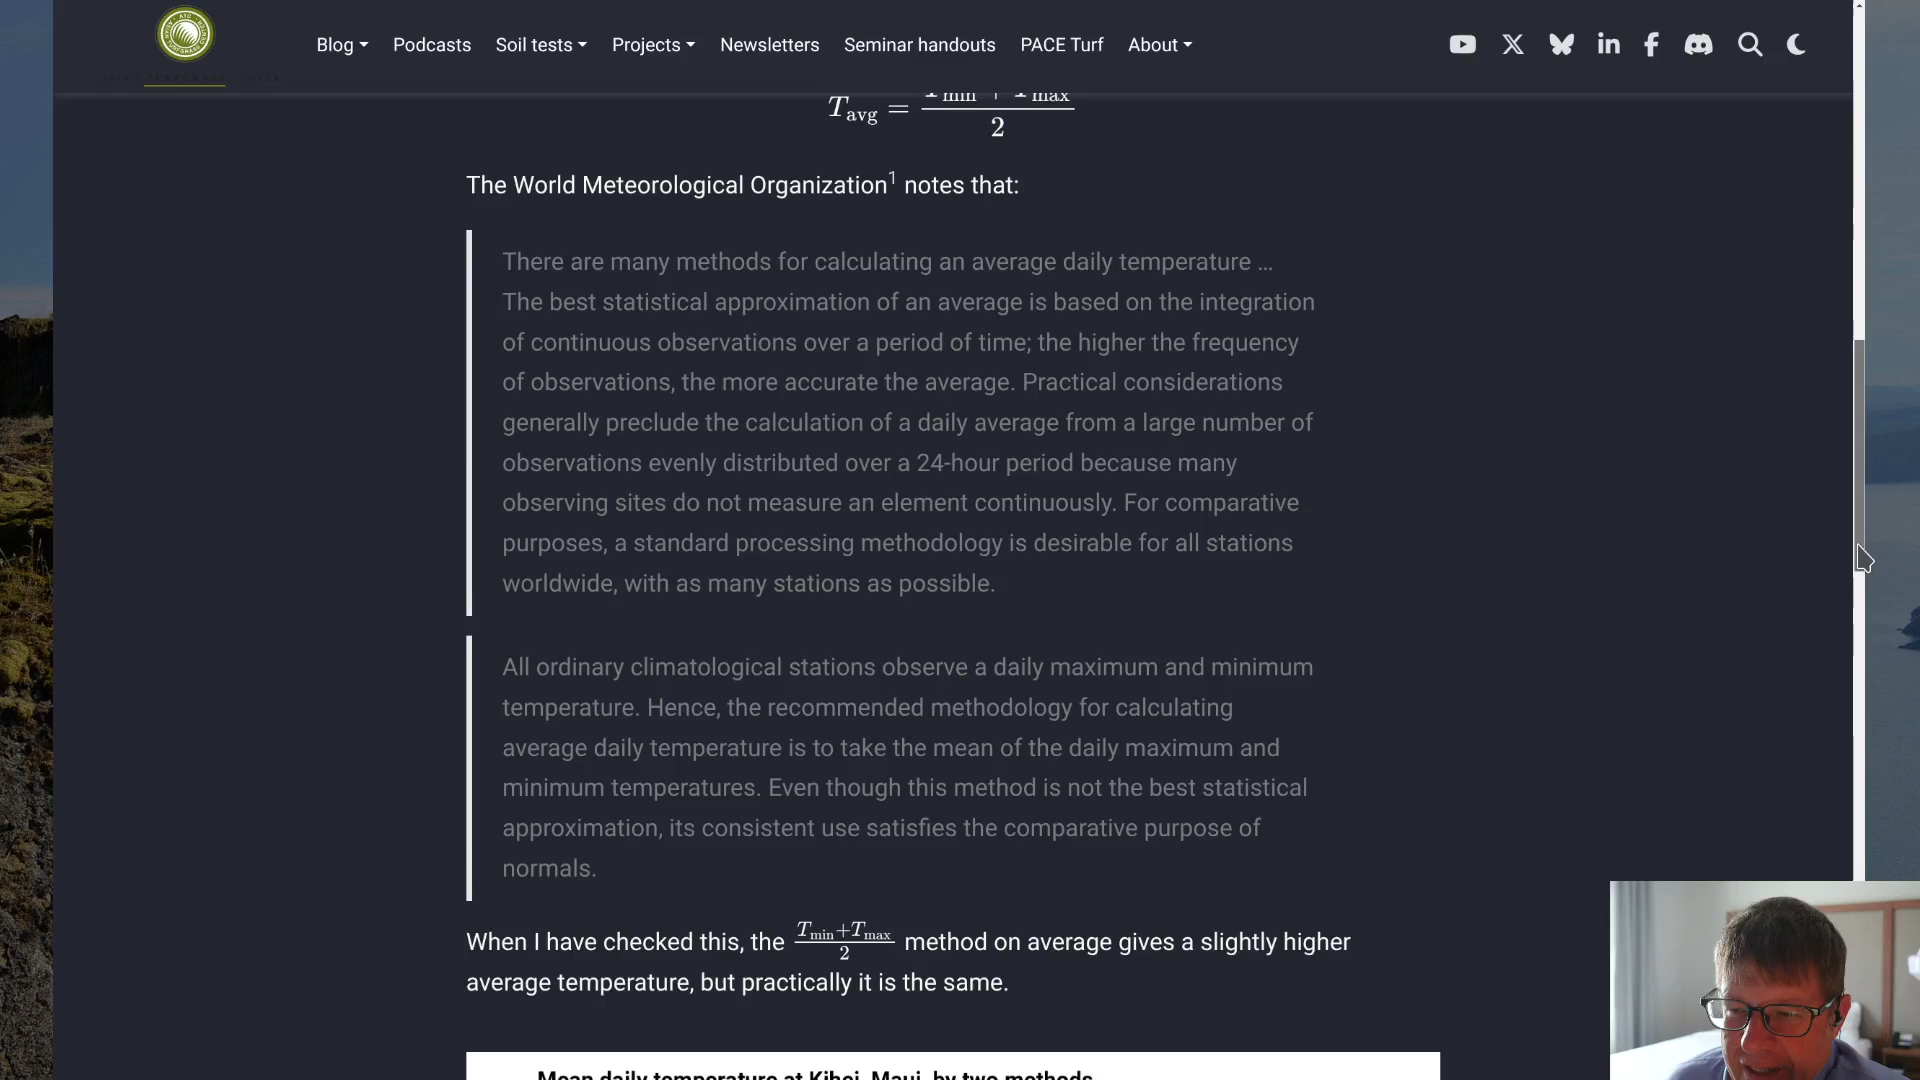 Blog Podcasts Soil tests Projects Newsletters Seminar handouts PACE Turf About
T_avg = (T_min + T_max) / 2
The World Meteorological Organization¹ notes that:
There are many methods for calculating an average daily temperature …
The best statistical approximation of an average is based on the integration
of continuous observations over a period of time; the higher the frequency
of observations, the more accurate the average. Practical considerations
generally preclude the calculation of a daily average from a large number of
observations evenly distributed over a 24-hour period because many
observing sites do not measure an element continuously. For comparative
purposes, a standard processing methodology is desirable for all stations
worldwide, with as many stations as possible.
All ordinary climatological stations observe a daily maximum and minimum
temperature. Hence, the recommended methodology for calculating
average daily temperature is to take the mean of the daily maximum and
minimum temperatures. Even though this method is not the best statistical
approximation, its consistent use satisfies the comparative purpose of
normals.
When I have checked this, the (T_min+T_max)/2 method on average gives a slightly higher
average temperature, but practically it is the same.
Mean daily temperature at Kihei, Maui, by two methods